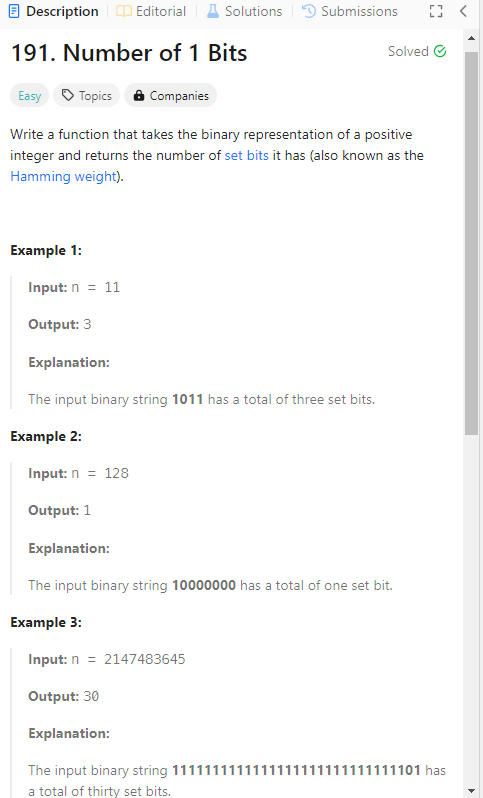 Description Editorial Solutions Submissions
191. Number of 1 Bits Solved
Easy Topics Companies
Write a function that takes the binary representation of a positive
integer and returns the number of set bits it has (also known as the
Hamming weight).
Example 1:
Input: n = 11
Output: 3
Explanation:
The input binary string 1011 has a total of three set bits.
Example 2:
Input: n = 128
Output: 1
Explanation:
The input binary string 10000000 has a total of one set bit.
Example 3:
Input: n = 2147483645
Output: 30
Explanation:
The input binary string 1111111111111111111111111111101 has
a total of thirty set bits.